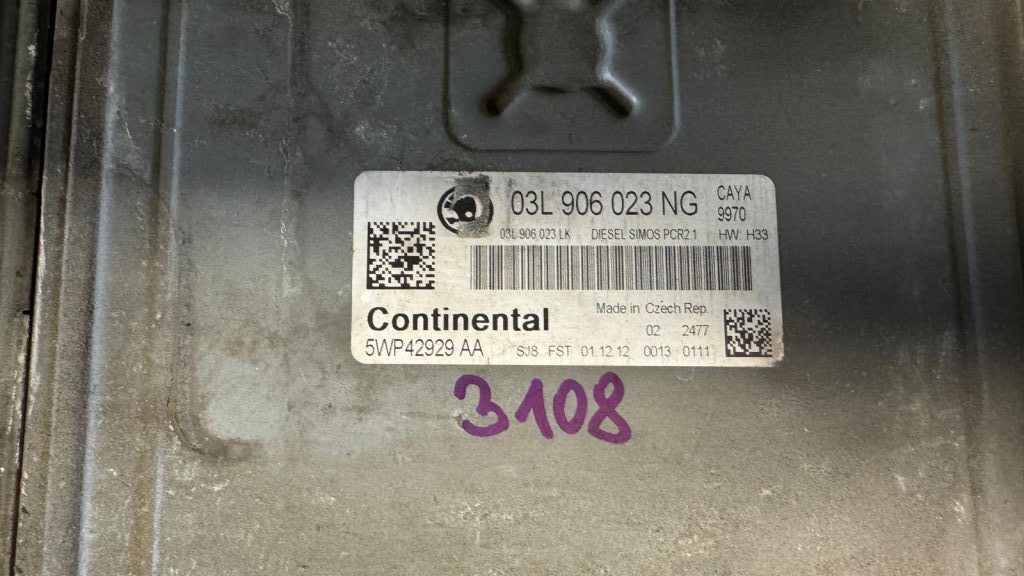 03L 906 023 NG
CAYA
9970
03L 906 023 LK DIESEL SIMOS PCR2.1 HW: H33
Continental
Made in Czech Rep.
02 2477
5WP42929 AA
SJ8 FST 01.12.12 0013 0111
3108